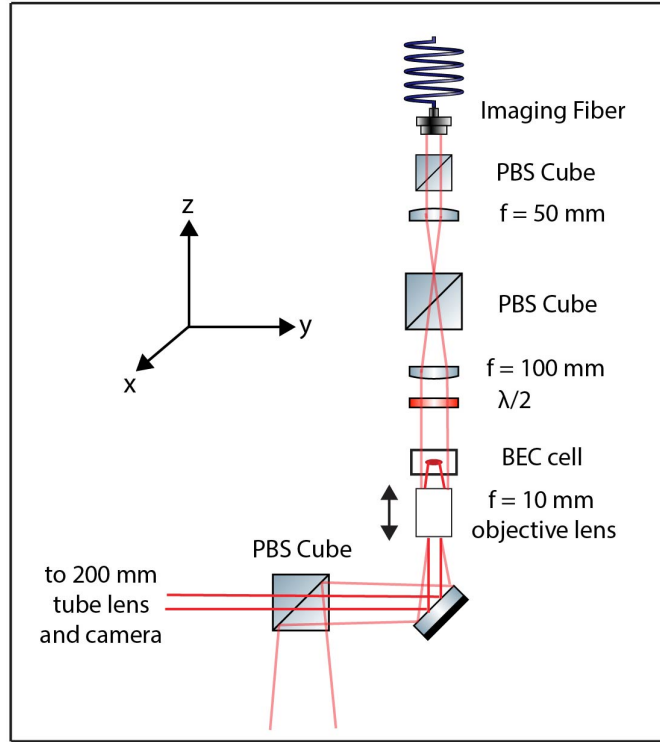 Imaging Fiber
PBS Cube
f = 50 mm
z
PBS Cube
y
x
f = 100 mm
λ/2
BEC cell
f = 10 mm
objective lens
PBS Cube
to 200 mm
tube lens
and camera